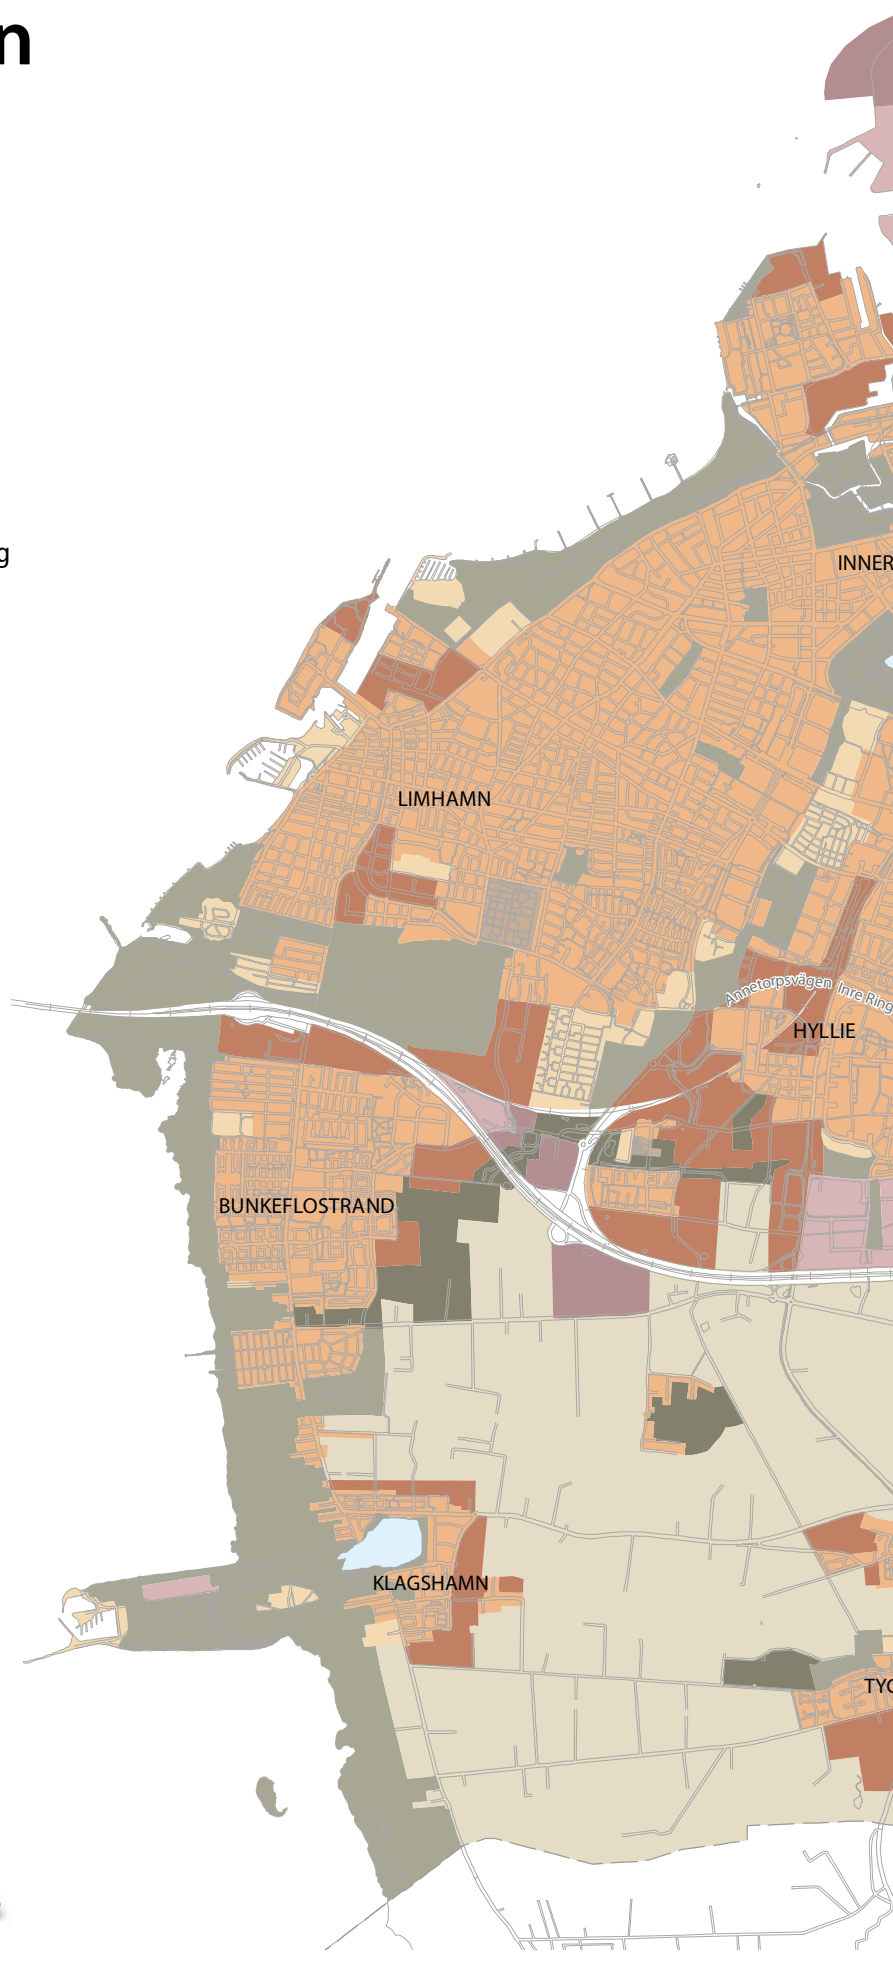 n
g
INNER
LIMHAMN
Annetorpsvägen Inre Ring
HYLLIE
BUNKEFLOSTRAND
KLAGSHAMN
TYG